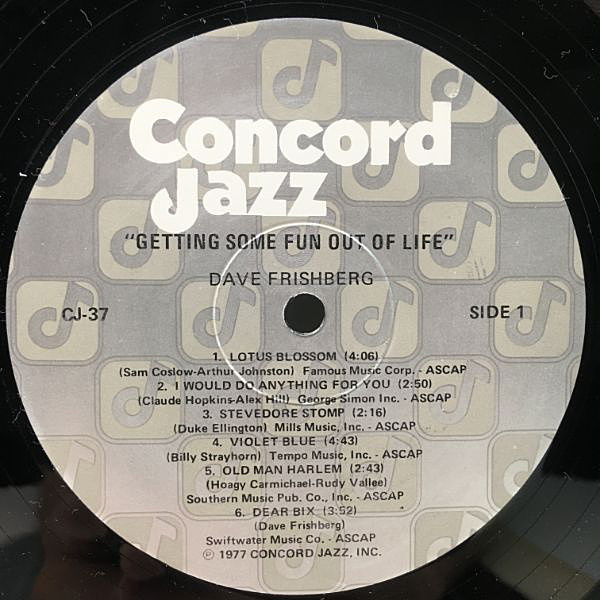 Concord
Jazz
"GETTING SOME FUN OUT OF LIFE"
DAVE FRISHBERG
CJ-37
SIDE 1
1. LOTUS BLOSSOM (4:06)
(Sam Coslow-Arthur Johnston) Famous Music Corp. - ASCAP
2. I WOULD DO ANYTHING FOR YOU (2:50)
(Claude Hopkins-Alex Hill) George Simon Inc. - ASCAP
3. STEVEDORE STOMP (2:16)
(Duke Ellington) Mills Music, Inc. - ASCAP
4. VIOLET BLUE (4:43)
(Billy Strayhorn) Tempo Music, Inc. - ASCAP
5. OLD MAN HARLEM (2:43)
(Hoagy Carmichael-Rudy Vallee)
Southern Music Pub. Co., Inc. - ASCAP
6. DEAR BIX (3:52)
(Dave Frishberg)
Swiftwater Music Co. - ASCAP
℗ 1977 CONCORD JAZZ, INC.